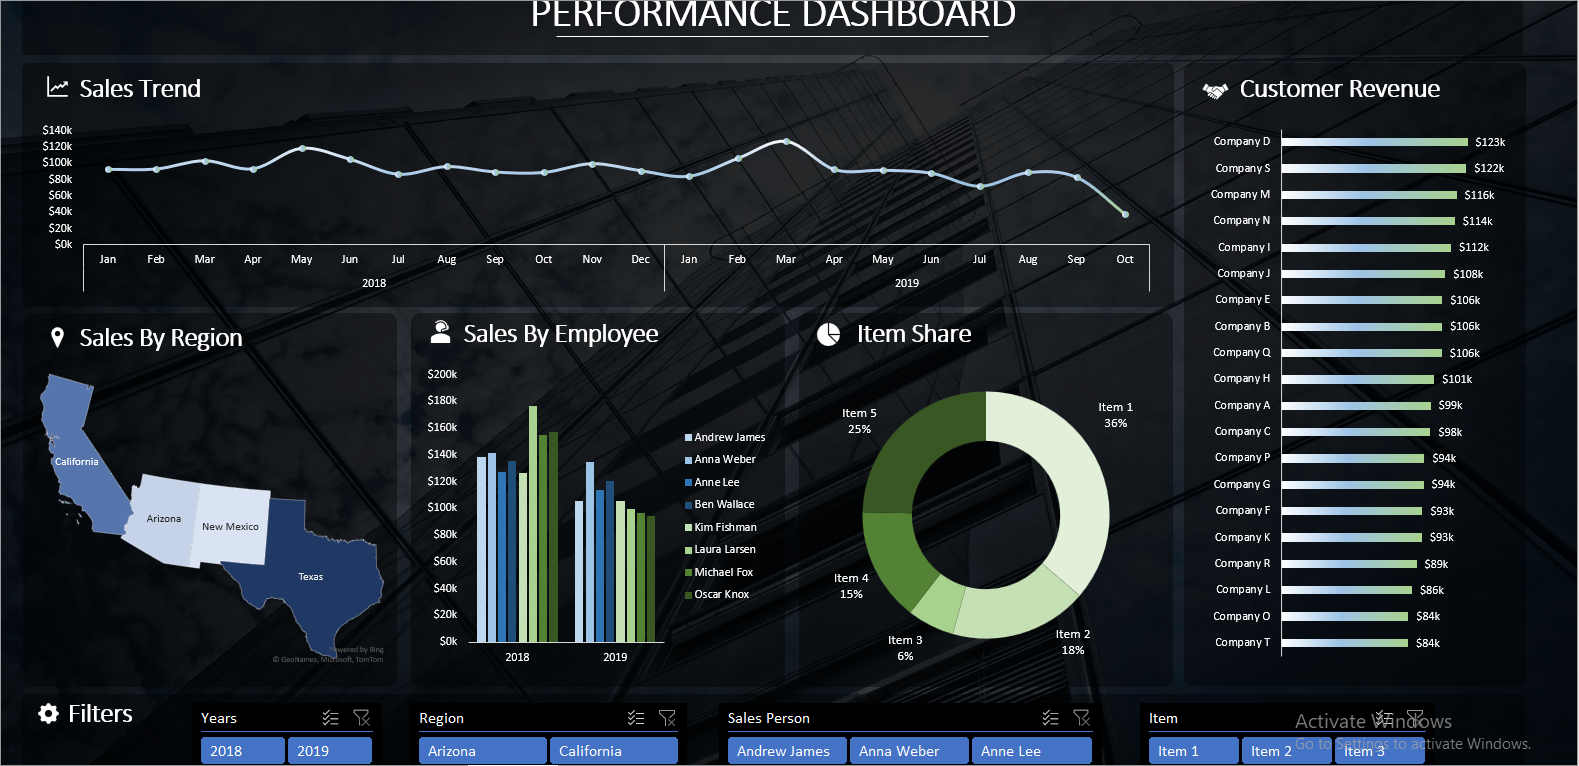 PERFORMANCE DASHBOARD
Sales Trend
$140k
$120k
$100k
$80k
$60k
$40k
$20k
$0k
Jan Feb Mar Apr May Jun Jul Aug Sep Oct Nov Dec Jan Feb Mar Apr May Jun Jul Aug Sep Oct
2018 2019
Customer Revenue
Company D $123k
Company S $122k
Company M $116k
Company N $114k
Company I $112k
Company J $108k
Company E $106k
Company B $106k
Company Q $106k
Company H $101k
Company A $99k
Company C $98k
Company P $94k
Company G $94k
Company F $93k
Company K $93k
Company R $89k
Company L $86k
Company O $84k
Company T $84k
Sales By Region
California
Arizona
New Mexico
Texas
Powered by Bing
© GeoNames, Microsoft, TomTom
Sales By Employee
$200k
$180k
$160k
$140k
$120k
$100k
$80k
$60k
$40k
$20k
$0k
2018 2019
Andrew James
Anna Weber
Anne Lee
Ben Wallace
Kim Fishman
Laura Larsen
Michael Fox
Oscar Knox
Item Share
Item 1
36%
Item 5
25%
Item 4
15%
Item 3
6%
Item 2
18%
Filters
Years
2018 2019
Region
Arizona California
Sales Person
Andrew James Anna Weber Anne Lee
Item
Item 1 Item 2 Item 3
Activate Windows
Go to Settings to activate Windows.